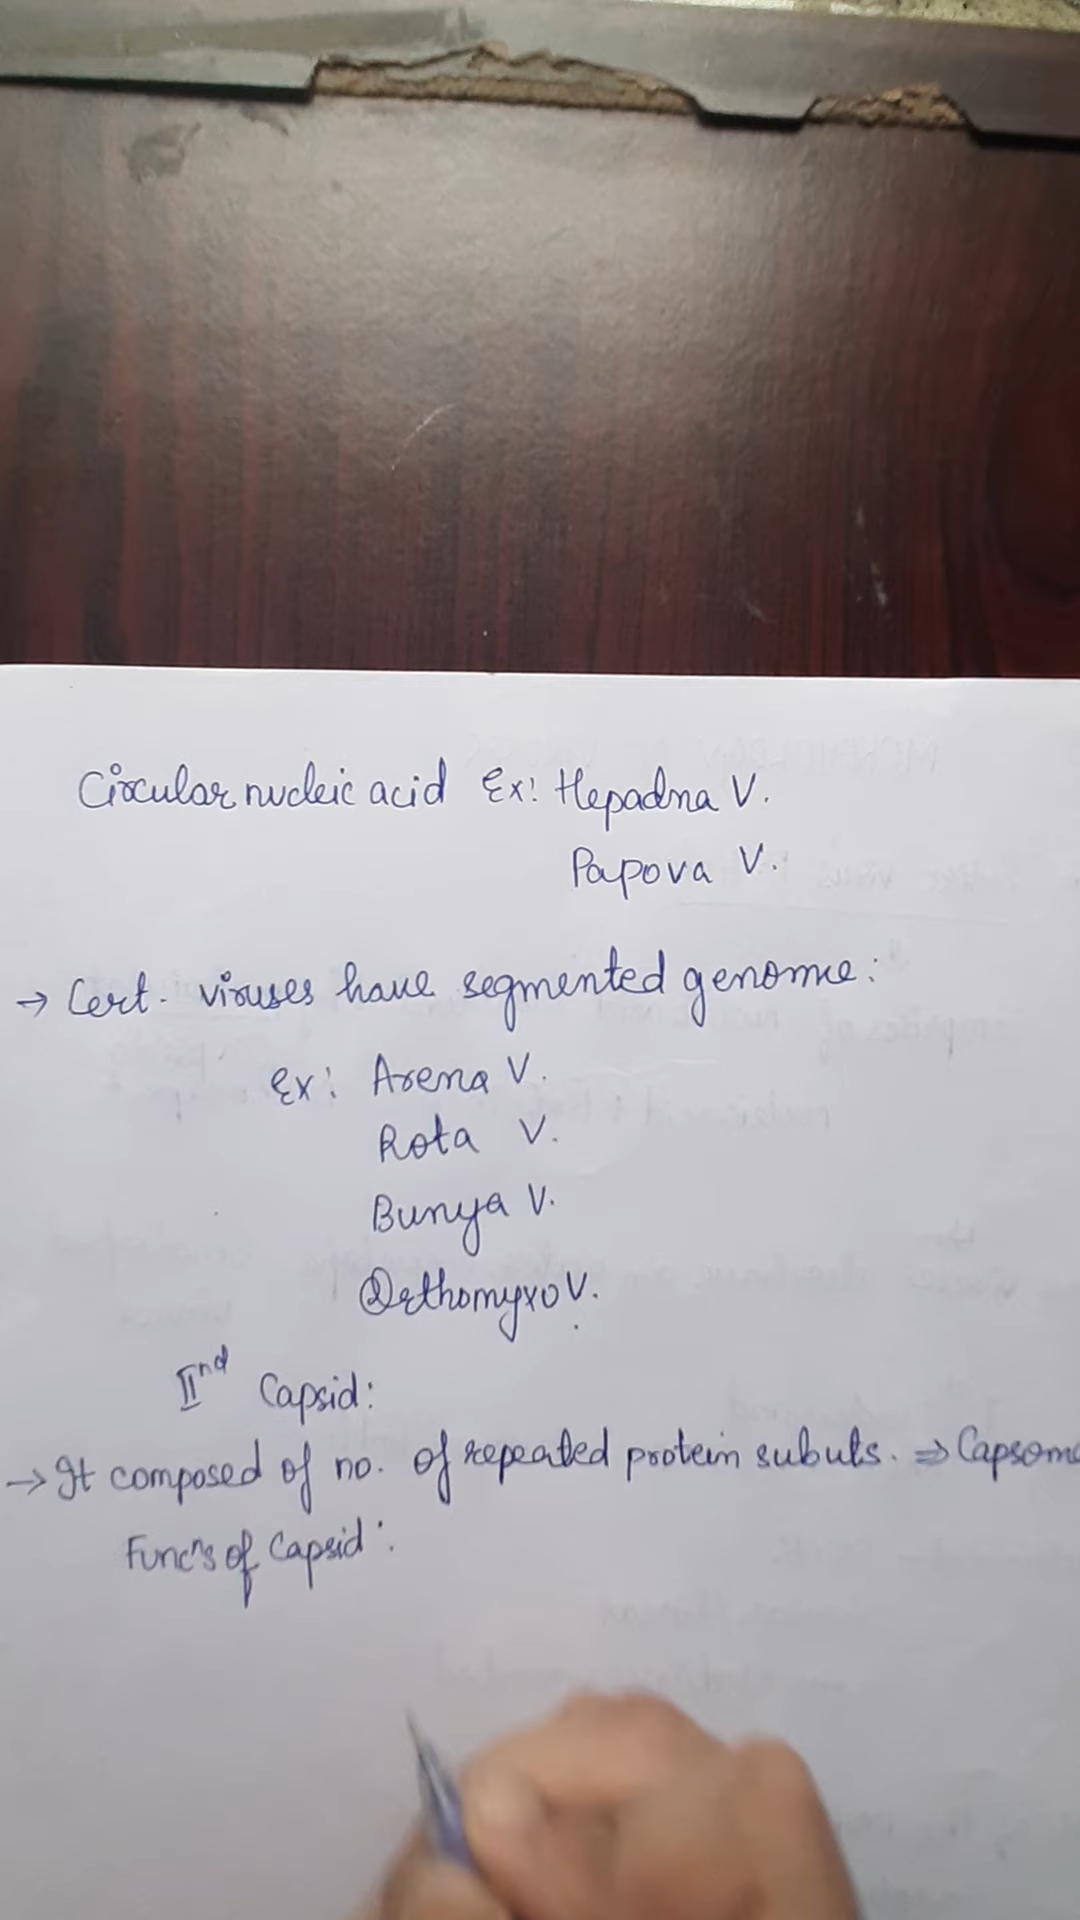 Circular nucleic acid Ex: Hepadna V.
Papova V.
→ Cert. viruses have segmented genome:
Ex: Arena V.
Rota V.
Bunya V.
Orthomyxo V.
IInd Capsid:
→ It composed of no. of repeated protein subuts. ⇒ Capsome
Funcns of Capsid: